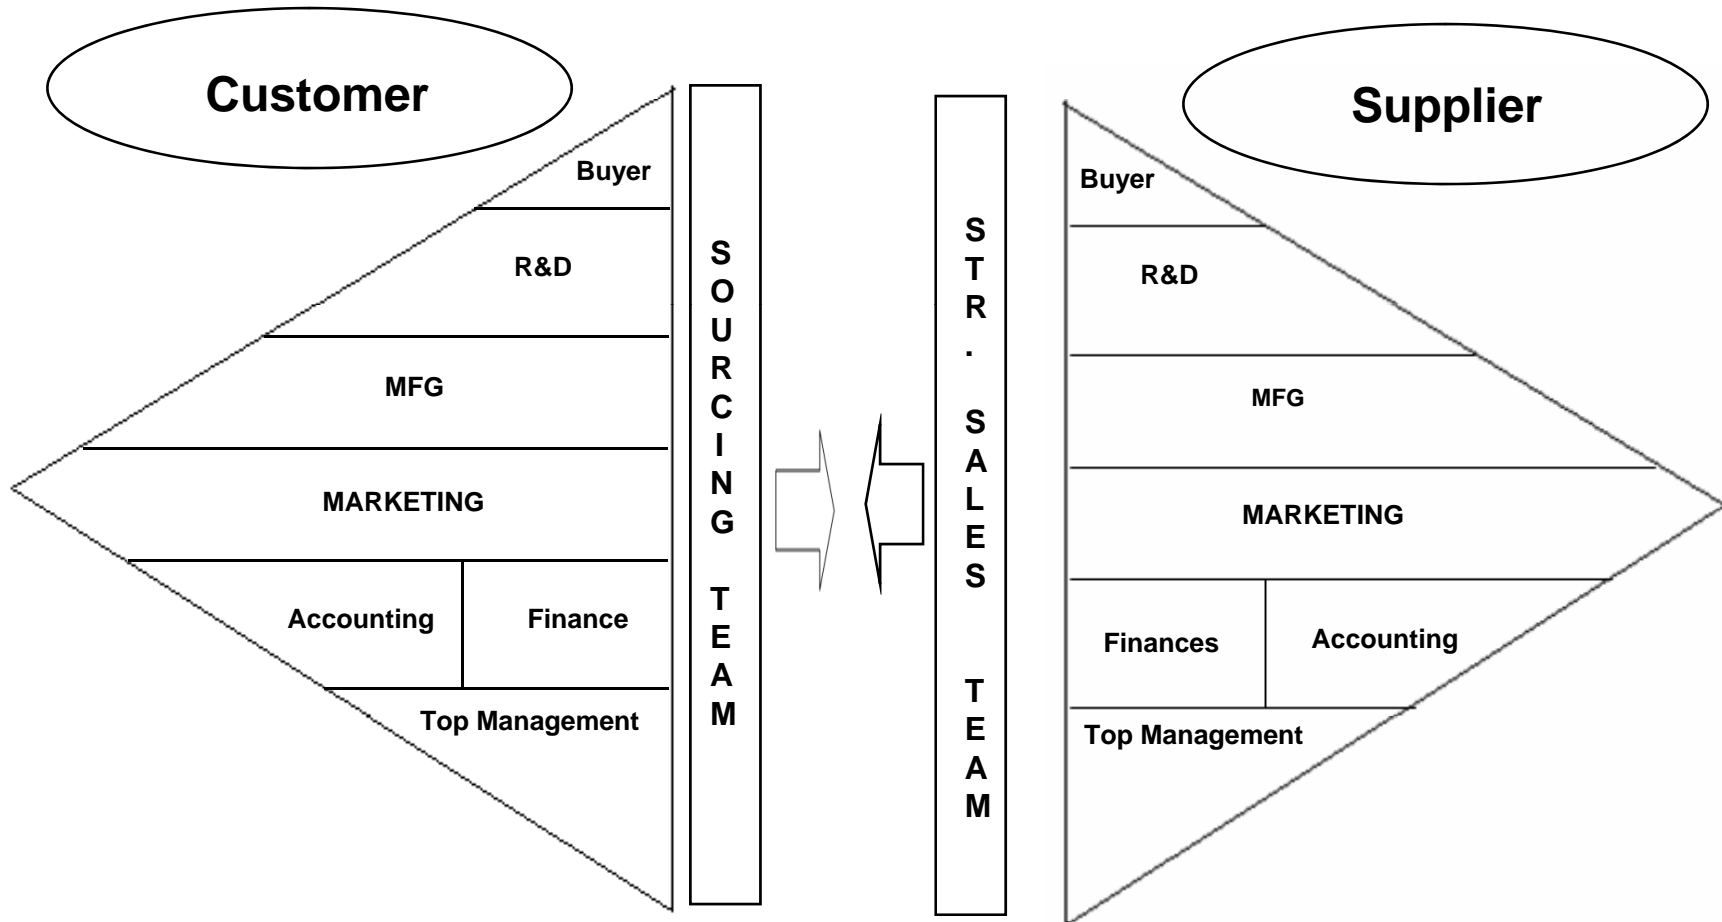 Customer
Buyer
R&D
MFG
MARKETING
Accounting Finance
Top Management
SOURCING TEAM
STR. SALES TEAM
Supplier
Buyer
R&D
MFG
MARKETING
Finances Accounting
Top Management